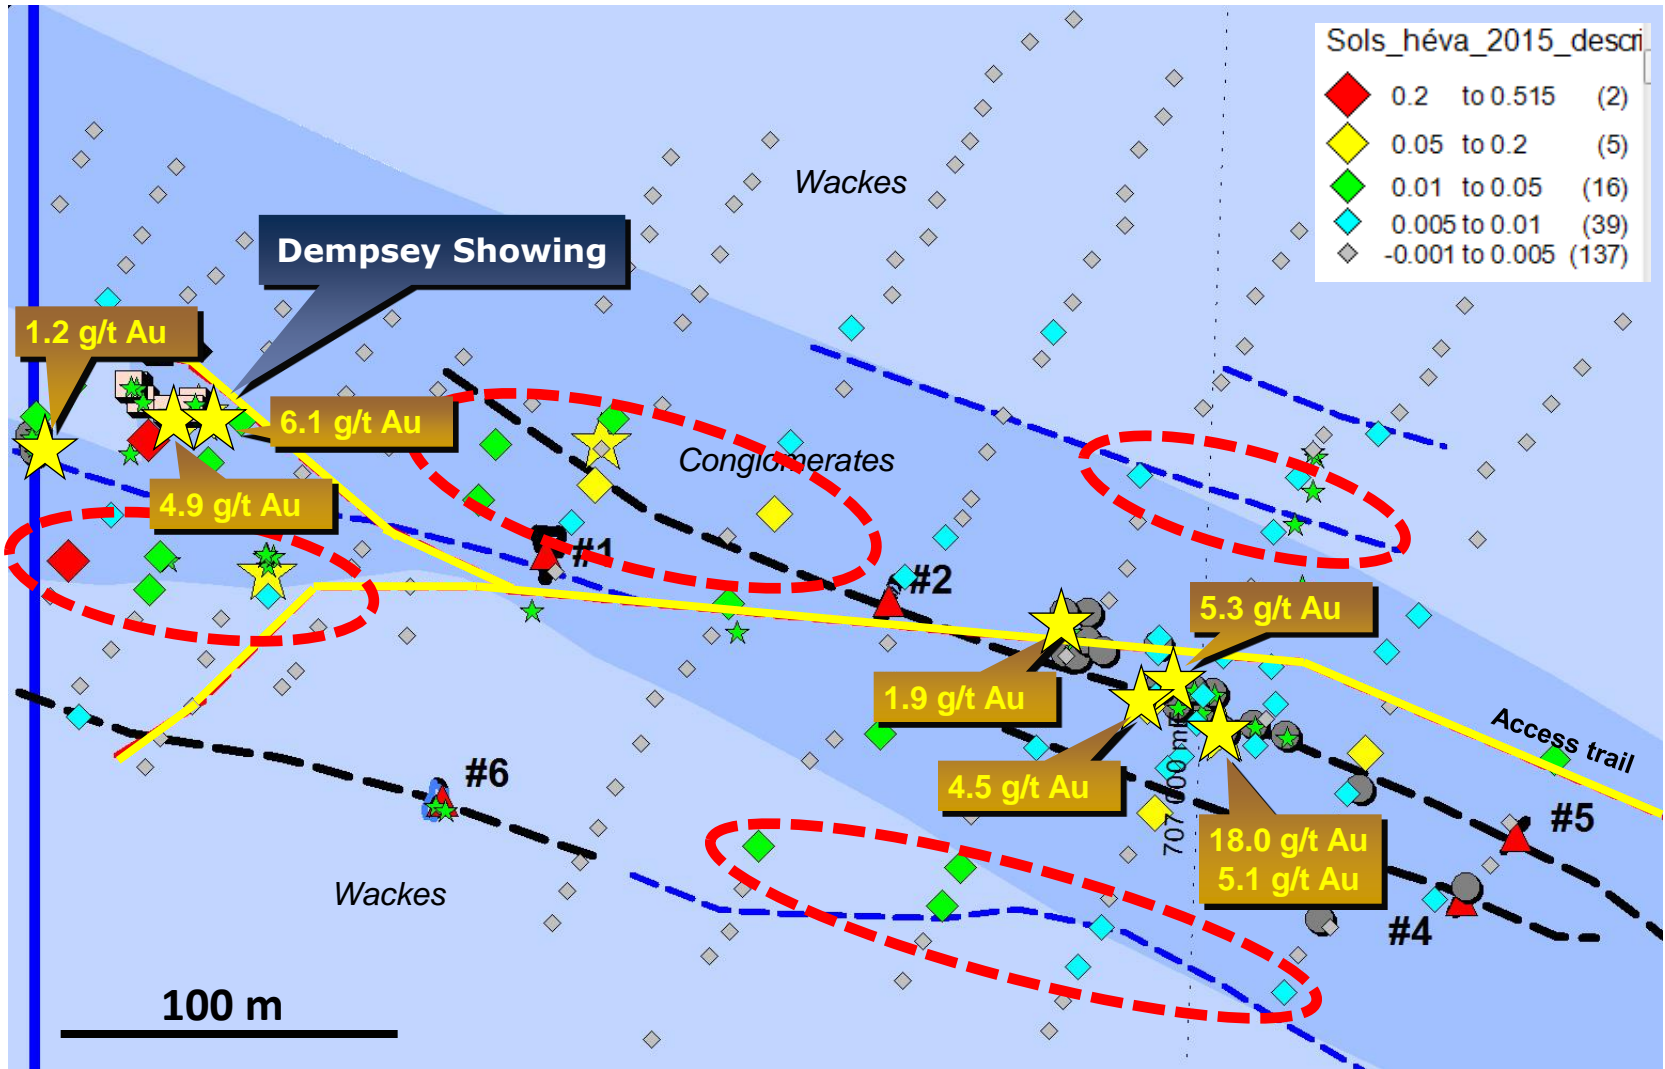 Sols_héva_2015_descri
0.2 to 0.515 (2)
0.05 to 0.2 (5)
0.01 to 0.05 (16)
0.005 to 0.01 (39)
-0.001 to 0.005 (137)
Wackes
Dempsey Showing
1.2 g/t Au
6.1 g/t Au
Conglomerates
4.9 g/t Au
#1
#2
5.3 g/t Au
1.9 g/t Au
Access trail
#6
4.5 g/t Au
707 000 m
#5
18.0 g/t Au
5.1 g/t Au
Wackes
#4
100 m